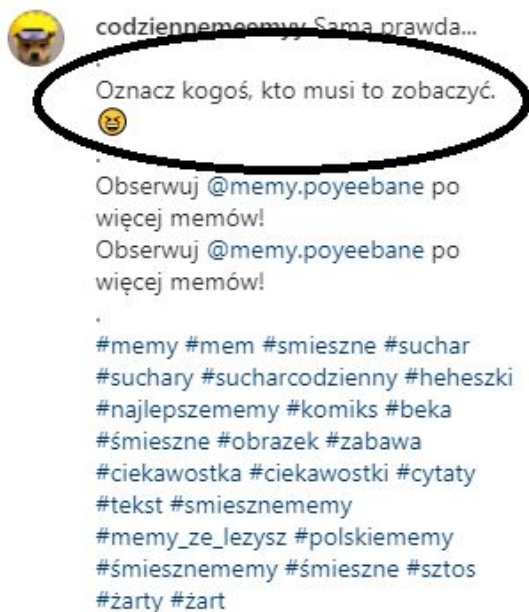 codziennemeemyy Sama prawda...
.
Oznacz kogoś, kto musi to zobaczyć.
😆
.
Obserwuj @memy.poyeebane po
więcej memów!
Obserwuj @memy.poyeebane po
więcej memów!
.
#memy #mem #smieszne #suchar
#suchary #sucharcodzienny #heheszki
#najlepszememy #komiks #beka
#śmieszne #obrazek #zabawa
#ciekawostka #ciekawostki #cytaty
#tekst #smiesznememy
#memy_ze_lezysz #polskiememy
#śmiesznememy #śmieszne #sztos
#żarty #żart